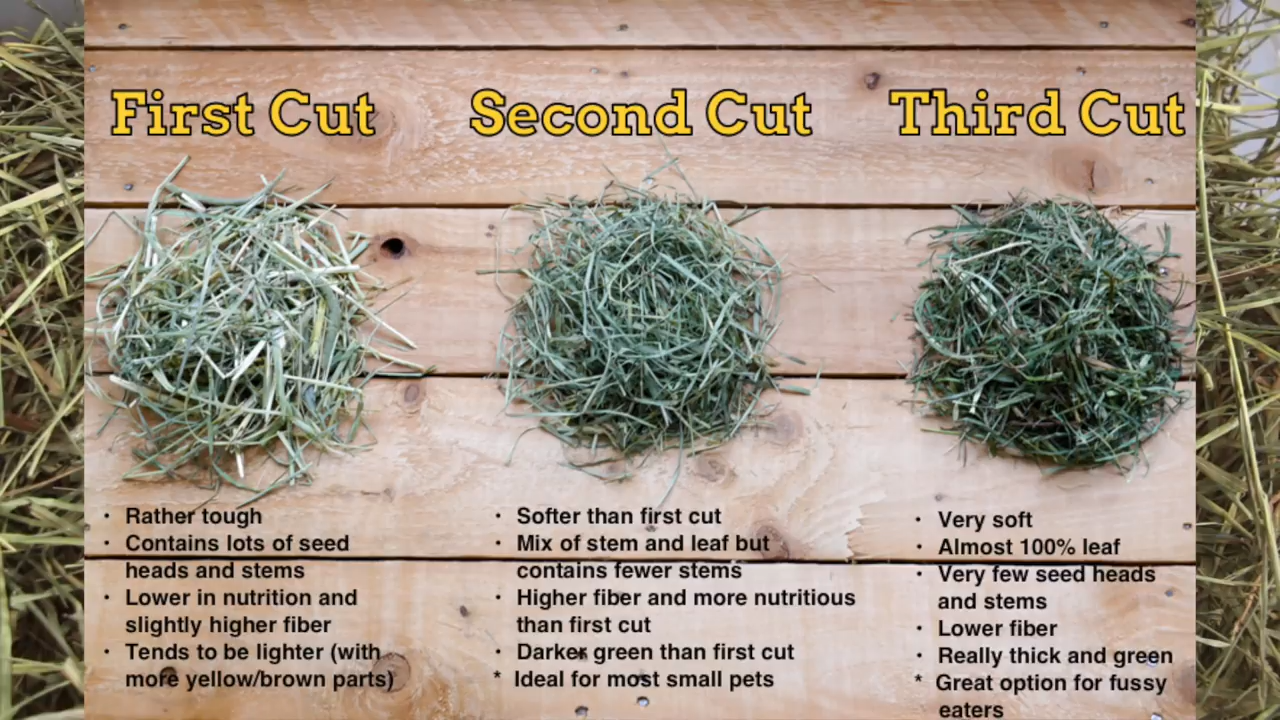 First Cut
Second Cut
Third Cut
· Rather tough
· Contains lots of seed
heads and stems
· Lower in nutrition and
slightly higher fiber
· Tends to be lighter (with
more yellow/brown parts)
· Softer than first cut
· Mix of stem and leaf but
contains fewer stems
· Higher fiber and more nutritious
than first cut
· Darker green than first cut
* Ideal for most small pets
· Very soft
· Almost 100% leaf
· Very few seed heads
and stems
· Lower fiber
· Really thick and green
* Great option for fussy
eaters